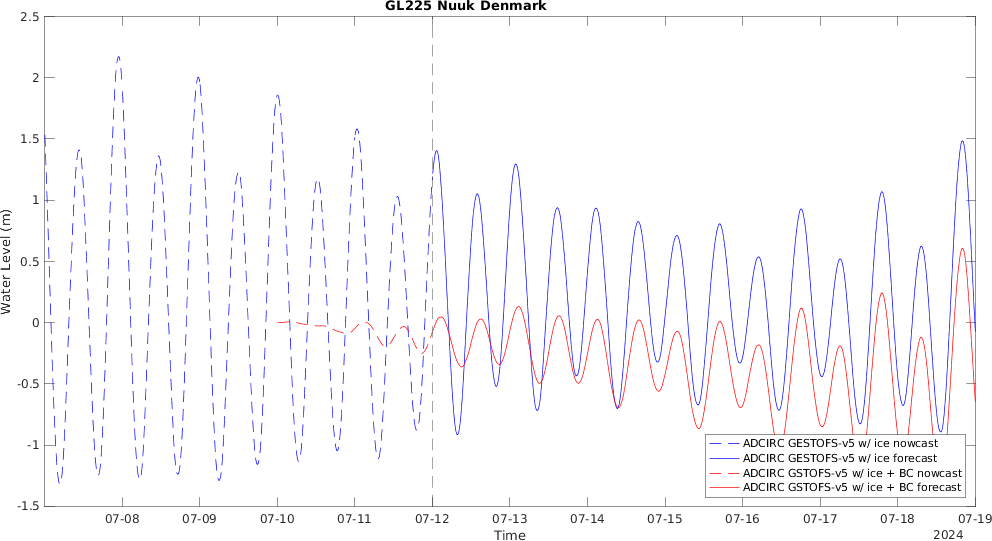 GL225 Nuuk Denmark
2.5
2
1.5
1
0.5
0
-0.5
-1
-1.5
Water Level (m)
ADCIRC GESTOFS-v5 w/ ice nowcast
ADCIRC GESTOFS-v5 w/ ice forecast
ADCIRC GSTOFS-v5 w/ ice + BC nowcast
ADCIRC GSTOFS-v5 w/ ice + BC forecast
07-08 07-09 07-10 07-11 07-12 07-13 07-14 07-15 07-16 07-17 07-18 07-19
Time
2024